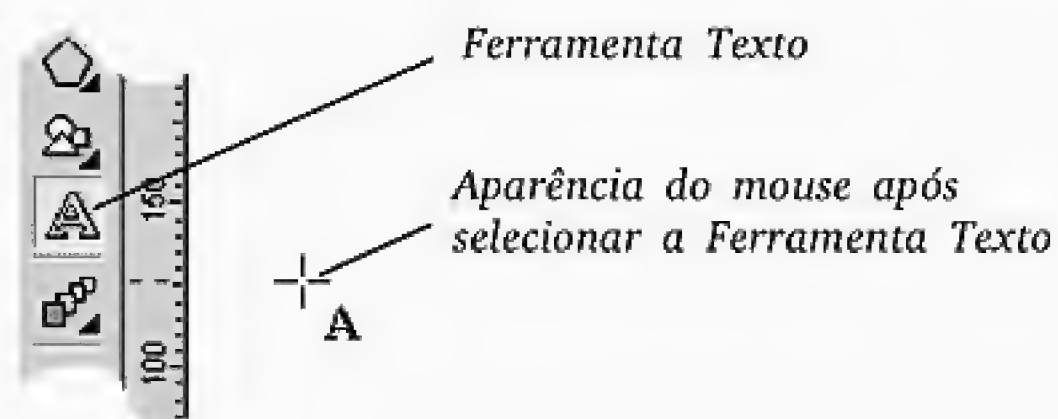 Ferramenta Texto
Aparência do mouse após
selecionar a Ferramenta Texto
150
A
100